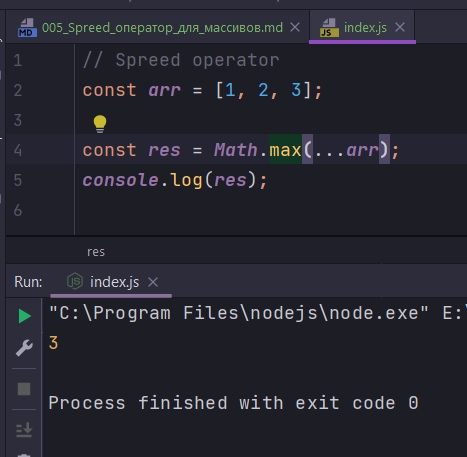 MD 005_Spreed_оператор_для_массивов.md × JS index.js ×
1 // Spreed operator
2 const arr = [1, 2, 3];
3
4 const res = Math.max(...arr);
5 console.log(res);
6
res
Run: index.js ×
"C:\Program Files\nodejs\node.exe" E:\
3
Process finished with exit code 0